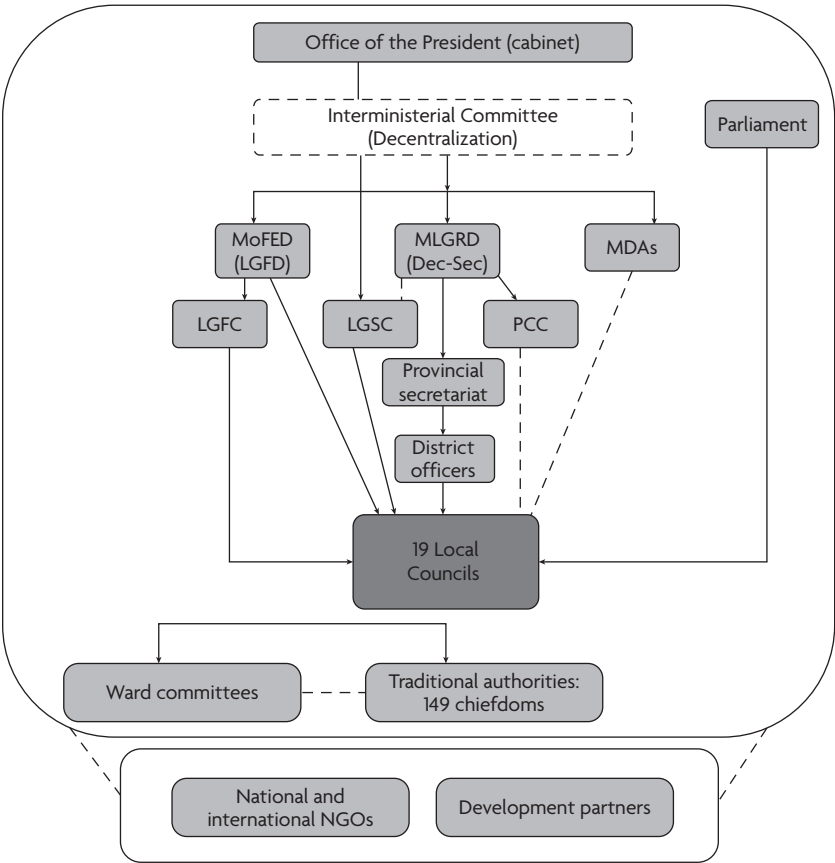 Office of the President (cabinet)
Interministerial Committee
(Decentralization)
Parliament
MoFED
(LGFD)
MLGRD
(Dec-Sec)
MDAs
LGFC
LGSC
PCC
Provincial
secretariat
District
officers
19 Local
Councils
Ward committees
Traditional authorities:
149 chiefdoms
National and
international NGOs
Development partners